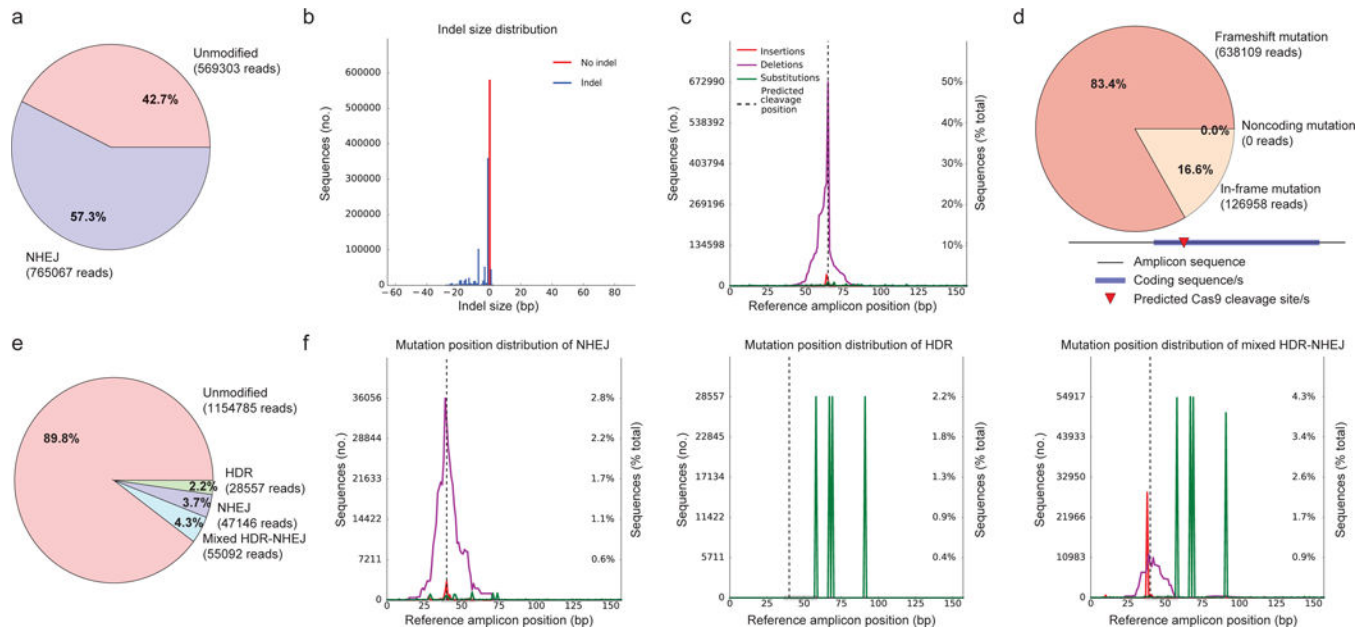 a
Unmodified
(569303 reads)
42.7%
57.3%
NHEJ
(765067 reads)
b
Indel size distribution
No indel
Indel
Sequences (no.)
600000
500000
400000
300000
200000
100000
0
−60 −40 −20 0 20 40 60 80
Indel size (bp)
c
Insertions
Deletions
Substitutions
Predicted
cleavage
position
Sequences (no.)
672990
538392
403794
269196
134598
0
50%
40%
30%
20%
10%
Sequences (% total)
0 25 50 75 100 125 150
Reference amplicon position (bp)
d
Frameshift mutation
(638109 reads)
83.4%
0.0%
Noncoding mutation
(0 reads)
16.6%
In-frame mutation
(126958 reads)
Amplicon sequence
Coding sequence/s
Predicted Cas9 cleavage site/s
e
Unmodified
(1154785 reads)
89.8%
HDR
2.2%
(28557 reads)
3.7%
NHEJ
(47146 reads)
4.3%
Mixed HDR-NHEJ
(55092 reads)
f
Mutation position distribution of NHEJ
Sequences (no.)
36056
28844
21633
14422
7211
0
2.8%
2.2%
1.7%
1.1%
0.6%
Sequences (% total)
0 25 50 75 100 125 150
Reference amplicon position (bp)
Mutation position distribution of HDR
Sequences (no.)
28557
22845
17134
11422
5711
0
2.2%
1.8%
1.3%
0.9%
0.4%
Sequences (% total)
0 25 50 75 100 125 150
Reference amplicon position (bp)
Mutation position distribution of mixed HDR-NHEJ
Sequences (no.)
54917
43933
32950
21966
10983
0
4.3%
3.4%
2.6%
1.7%
0.9%
Sequences (% total)
0 25 50 75 100 125 150
Reference amplicon position (bp)